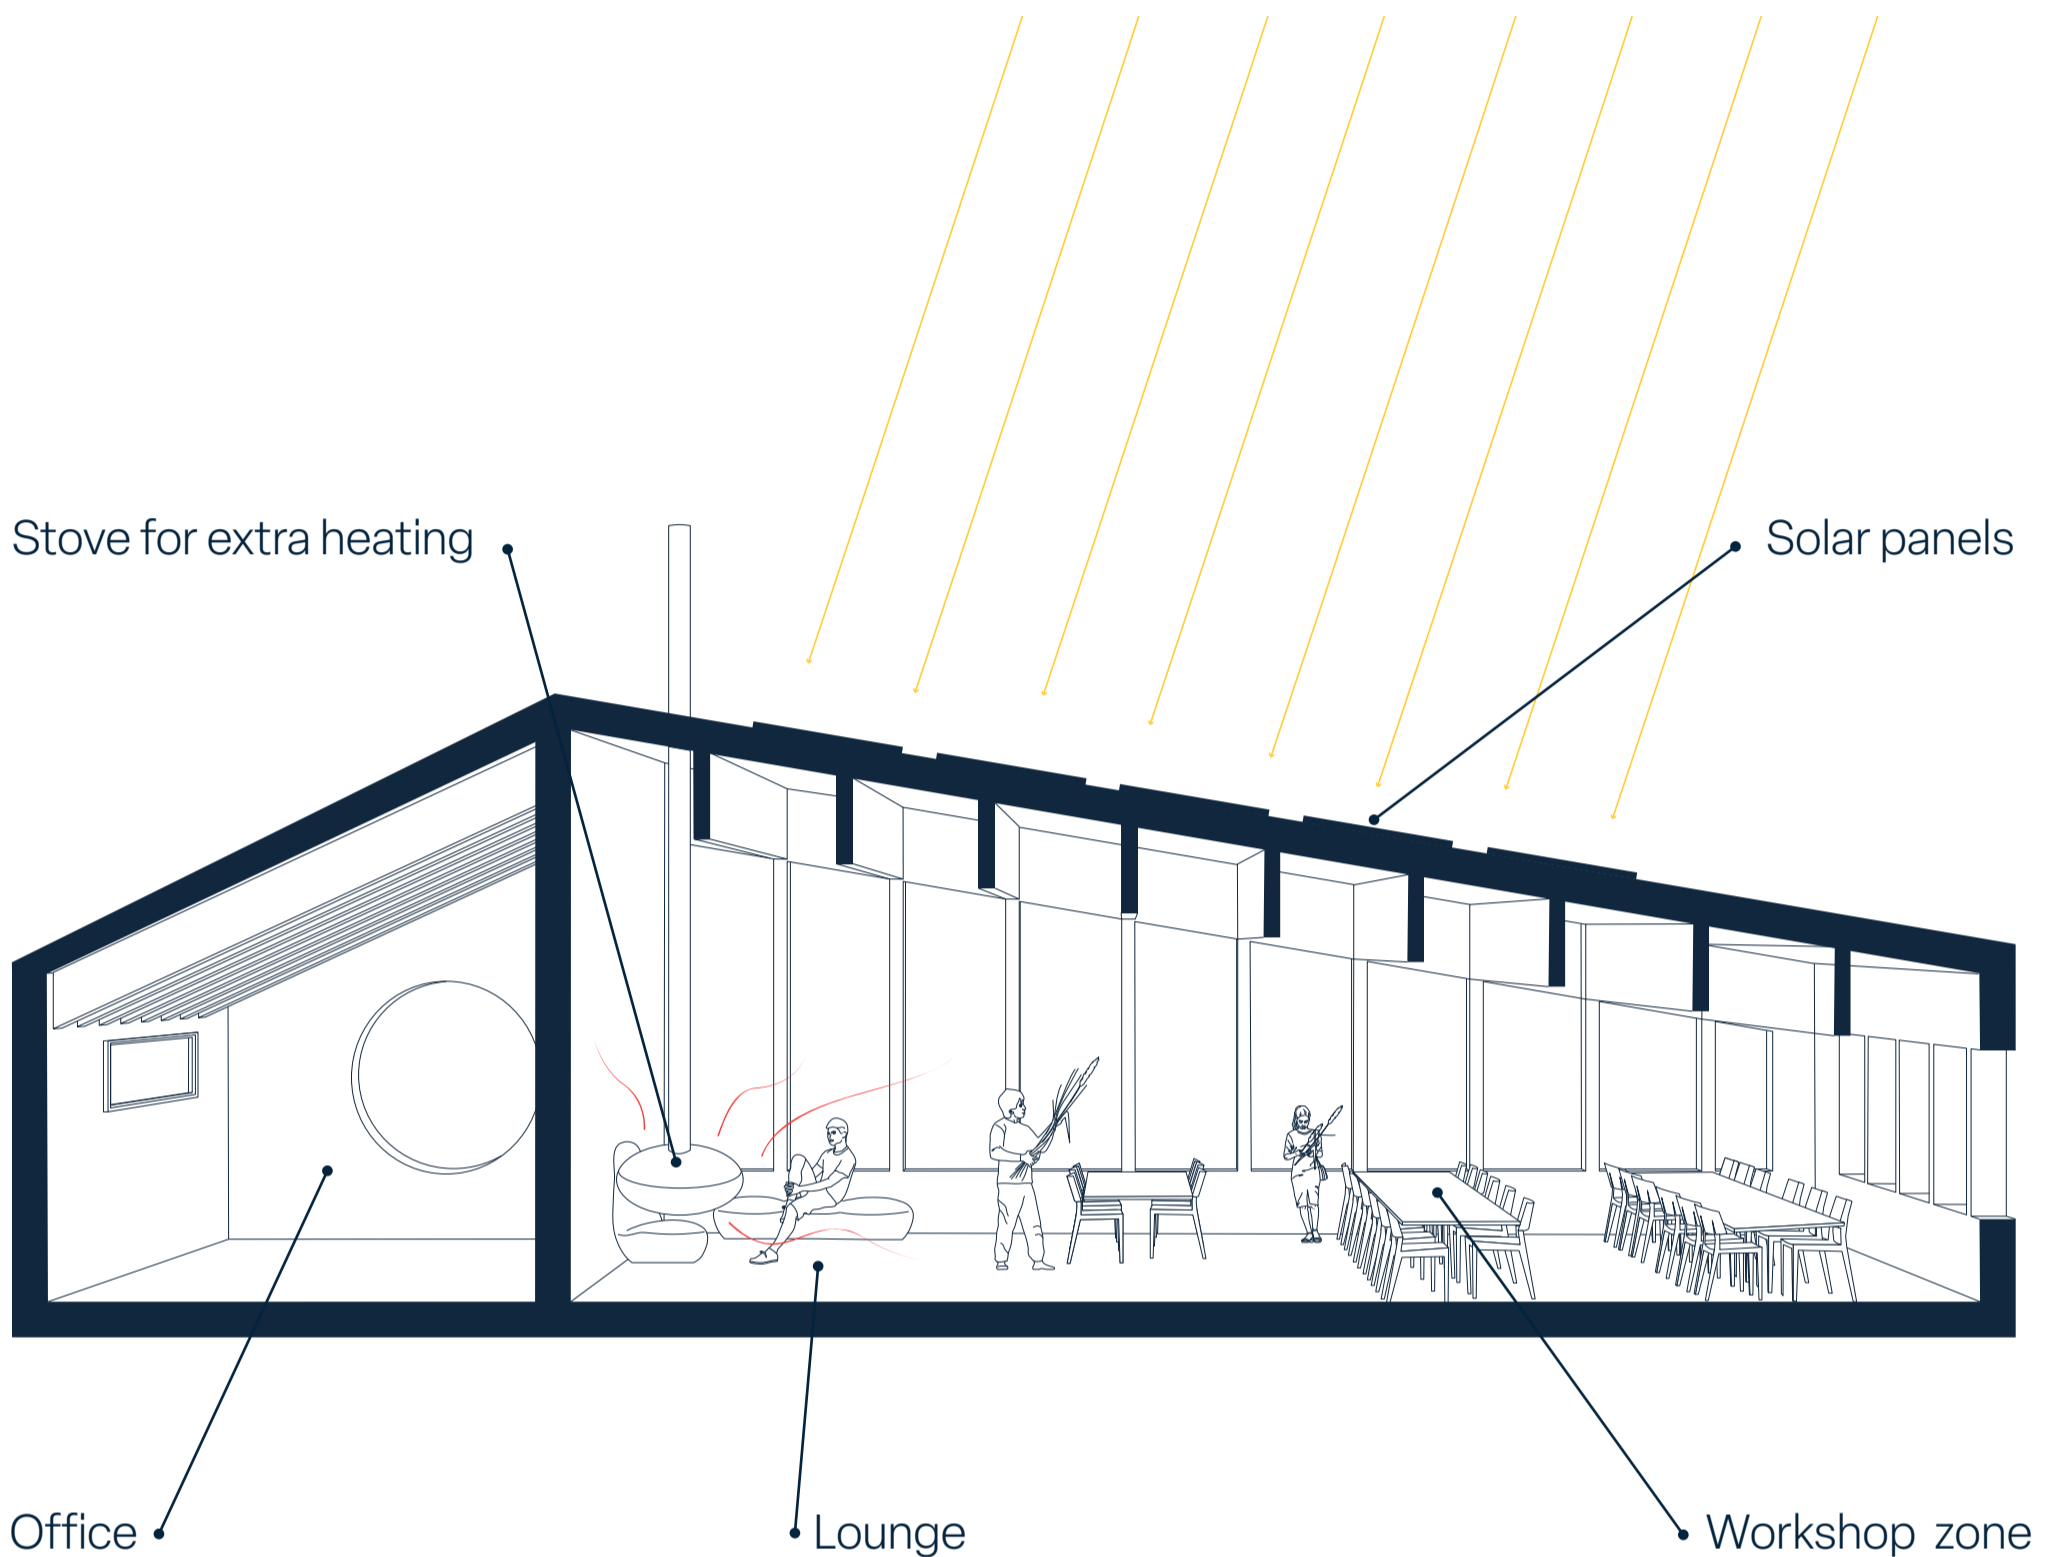 Stove for extra heating
Solar panels
Office
Lounge
Workshop zone